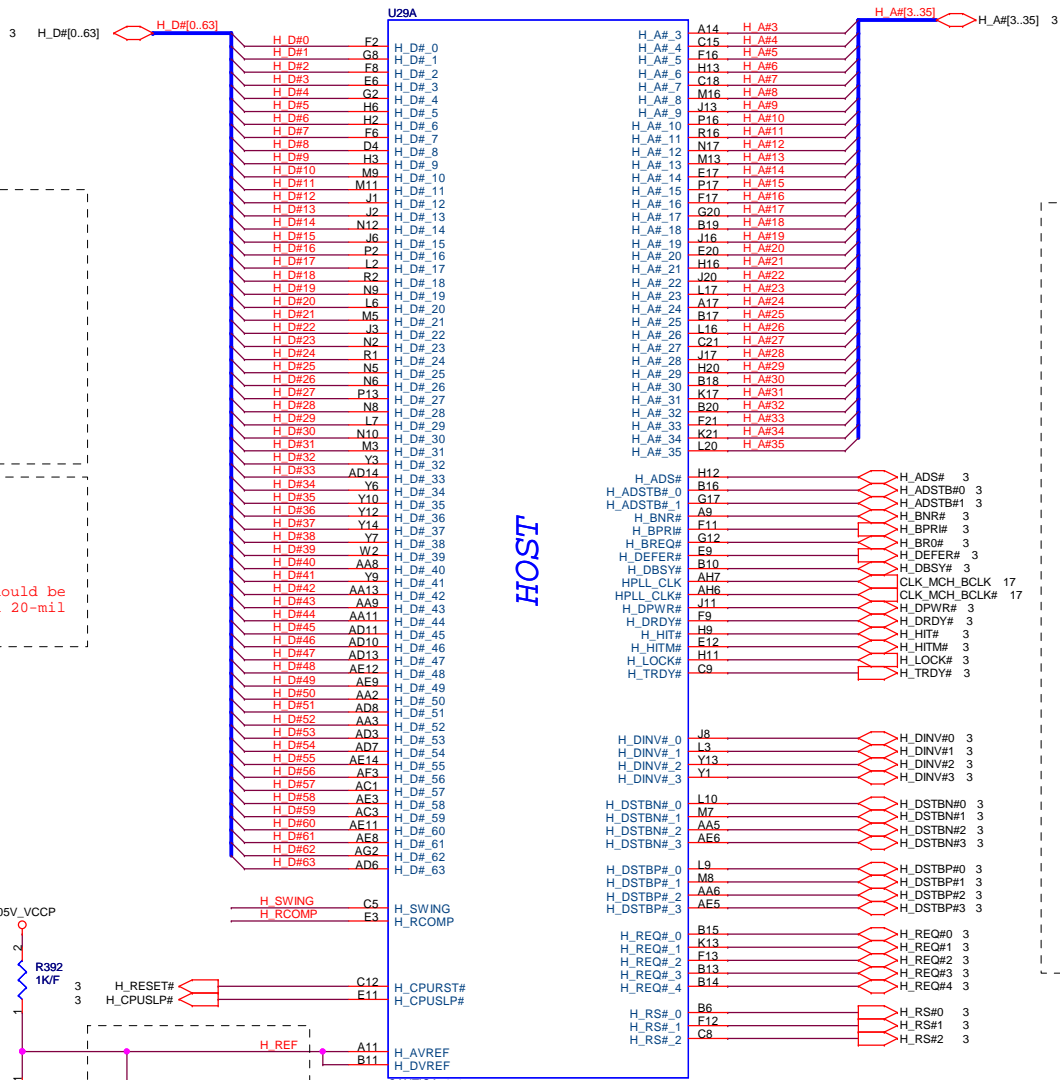 U29A
3 H_D#[0..63] H_D#[0..63]
H_A#[3..35] H_A#[3..35] 3
H_D#0 F2 H_D#_0
H_D#1 G8 H_D#_1
H_D#2 F8 H_D#_2
H_D#3 E6 H_D#_3
H_D#4 G2 H_D#_4
H_D#5 H6 H_D#_5
H_D#6 H2 H_D#_6
H_D#7 F6 H_D#_7
H_D#8 D4 H_D#_8
H_D#9 H3 H_D#_9
H_D#10 M9 H_D#_10
H_D#11 M11 H_D#_11
H_D#12 J1 H_D#_12
H_D#13 J2 H_D#_13
H_D#14 N12 H_D#_14
H_D#15 J6 H_D#_15
H_D#16 P2 H_D#_16
H_D#17 L2 H_D#_17
H_D#18 R2 H_D#_18
H_D#19 N9 H_D#_19
H_D#20 L6 H_D#_20
H_D#21 M5 H_D#_21
H_D#22 J3 H_D#_22
H_D#23 N2 H_D#_23
H_D#24 R1 H_D#_24
H_D#25 N5 H_D#_25
H_D#26 N6 H_D#_26
H_D#27 P13 H_D#_27
H_D#28 N8 H_D#_28
H_D#29 L7 H_D#_29
H_D#30 N10 H_D#_30
H_D#31 M3 H_D#_31
H_D#32 Y3 H_D#_32
H_D#33 AD14 H_D#_33
H_D#34 Y6 H_D#_34
H_D#35 Y10 H_D#_35
H_D#36 Y12 H_D#_36
H_D#37 Y14 H_D#_37
H_D#38 Y7 H_D#_38
H_D#39 W2 H_D#_39
H_D#40 AA8 H_D#_40
H_D#41 Y9 H_D#_41
H_D#42 AA13 H_D#_42
H_D#43 AA9 H_D#_43
H_D#44 AA11 H_D#_44
H_D#45 AD11 H_D#_45
H_D#46 AD10 H_D#_46
H_D#47 AD13 H_D#_47
H_D#48 AE12 H_D#_48
H_D#49 AE9 H_D#_49
H_D#50 AA2 H_D#_50
H_D#51 AD8 H_D#_51
H_D#52 AA3 H_D#_52
H_D#53 AD3 H_D#_53
H_D#54 AD7 H_D#_54
H_D#55 AE14 H_D#_55
H_D#56 AF3 H_D#_56
H_D#57 AC1 H_D#_57
H_D#58 AE3 H_D#_58
H_D#59 AC3 H_D#_59
H_D#60 AE11 H_D#_60
H_D#61 AE8 H_D#_61
H_D#62 AG2 H_D#_62
H_D#63 AD6 H_D#_63
H_SWING C5 H_SWING
H_RCOMP E3 H_RCOMP
3 H_RESET# C12 H_CPURST#
3 H_CPUSLP# E11 H_CPUSLP#
H_REF A11 H_AVREF
B11 H_DVREF
ould be
20-mil
05V_VCCP
2
R392
1K/F
1
1
HOST
H_A#_3 A14 H_A#3
H_A#_4 C15 H_A#4
H_A#_5 F16 H_A#5
H_A#_6 H13 H_A#6
H_A#_7 C18 H_A#7
H_A#_8 M16 H_A#8
H_A#_9 J13 H_A#9
H_A#_10 P16 H_A#10
H_A#_11 R16 H_A#11
H_A#_12 N17 H_A#12
H_A#_13 M13 H_A#13
H_A#_14 E17 H_A#14
H_A#_15 P17 H_A#15
H_A#_16 F17 H_A#16
H_A#_17 G20 H_A#17
H_A#_18 B19 H_A#18
H_A#_19 J16 H_A#19
H_A#_20 E20 H_A#20
H_A#_21 H16 H_A#21
H_A#_22 J20 H_A#22
H_A#_23 L17 H_A#23
H_A#_24 A17 H_A#24
H_A#_25 B17 H_A#25
H_A#_26 L16 H_A#26
H_A#_27 C21 H_A#27
H_A#_28 J17 H_A#28
H_A#_29 H20 H_A#29
H_A#_30 B18 H_A#30
H_A#_31 K17 H_A#31
H_A#_32 B20 H_A#32
H_A#_33 F21 H_A#33
H_A#_34 K21 H_A#34
H_A#_35 L20 H_A#35
H_ADS# H12 H_ADS# 3
H_ADSTB#_0 B16 H_ADSTB#0 3
H_ADSTB#_1 G17 H_ADSTB#1 3
H_BNR# A9 H_BNR# 3
H_BPRI# F11 H_BPRI# 3
H_BREQ# G12 H_BR0# 3
H_DEFER# E9 H_DEFER# 3
H_DBSY# B10 H_DBSY# 3
HPLL_CLK AH7 CLK_MCH_BCLK 17
HPLL_CLK# AH6 CLK_MCH_BCLK# 17
H_DPWR# J11 H_DPWR# 3
H_DRDY# F9 H_DRDY# 3
H_HIT# H9 H_HIT# 3
H_HITM# E12 H_HITM# 3
H_LOCK# H11 H_LOCK# 3
H_TRDY# C9 H_TRDY# 3
H_DINV#_0 J8 H_DINV#0 3
H_DINV#_1 L3 H_DINV#1 3
H_DINV#_2 Y13 H_DINV#2 3
H_DINV#_3 Y1 H_DINV#3 3
H_DSTBN#_0 L10 H_DSTBN#0 3
H_DSTBN#_1 M7 H_DSTBN#1 3
H_DSTBN#_2 AA5 H_DSTBN#2 3
H_DSTBN#_3 AE6 H_DSTBN#3 3
H_DSTBP#_0 L9 H_DSTBP#0 3
H_DSTBP#_1 M8 H_DSTBP#1 3
H_DSTBP#_2 AA6 H_DSTBP#2 3
H_DSTBP#_3 AE5 H_DSTBP#3 3
H_REQ#_0 B15 H_REQ#0 3
H_REQ#_1 K13 H_REQ#1 3
H_REQ#_2 F13 H_REQ#2 3
H_REQ#_3 B13 H_REQ#3 3
H_REQ#_4 B14 H_REQ#4 3
H_RS#_0 B6 H_RS#0 3
H_RS#_1 F12 H_RS#1 3
H_RS#_2 C8 H_RS#2 3